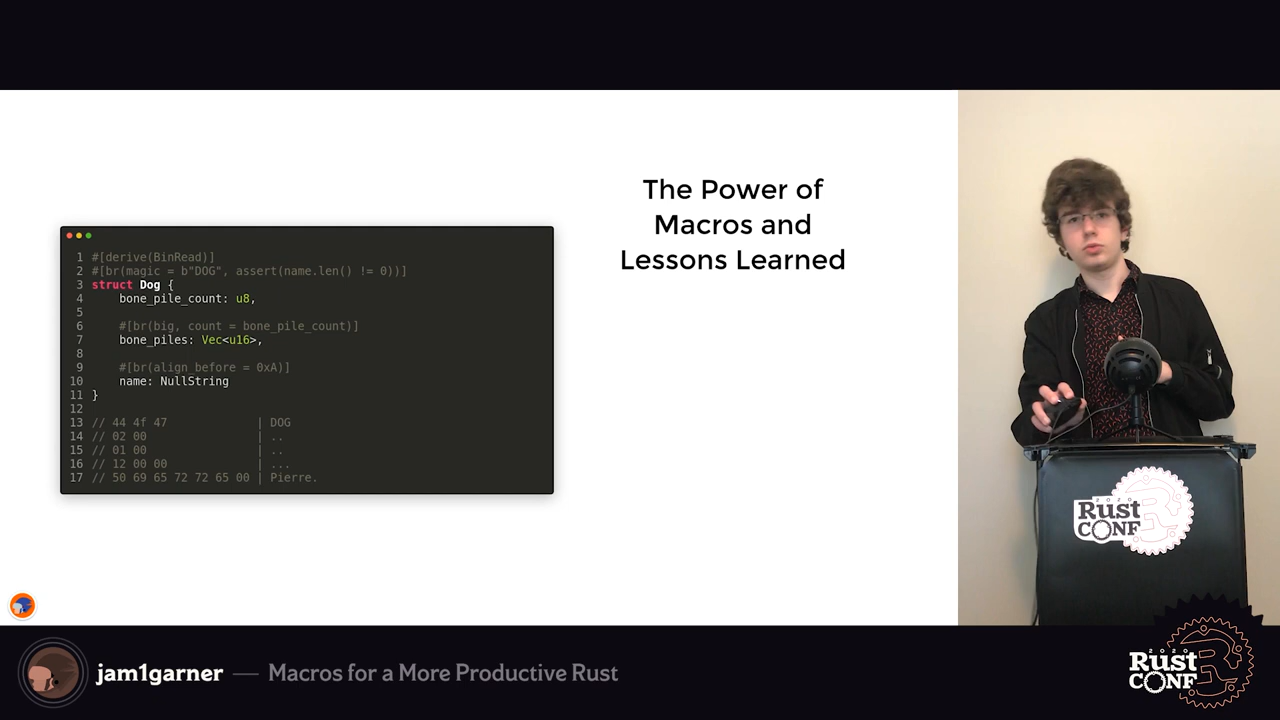 The Power of
Macros and
Lessons Learned
1 #[derive(BinRead)]
2 #[br(magic = b"DOG", assert(name.len() != 0))]
3 struct Dog {
4     bone_pile_count: u8,
5
6     #[br(big, count = bone_pile_count)]
7     bone_piles: Vec<u16>,
8
9     #[br(align_before = 0xA)]
10     name: NullString
11 }
12
13 // 44 4f 47             | DOG
14 // 02 00                | ..
15 // 01 00                | ..
16 // 12 00 00             | ...
17 // 50 69 65 72 72 65 00 | Pierre.
2020
Rust
CONF
jam1garner — Macros for a More Productive Rust
2020
Rust
CONF